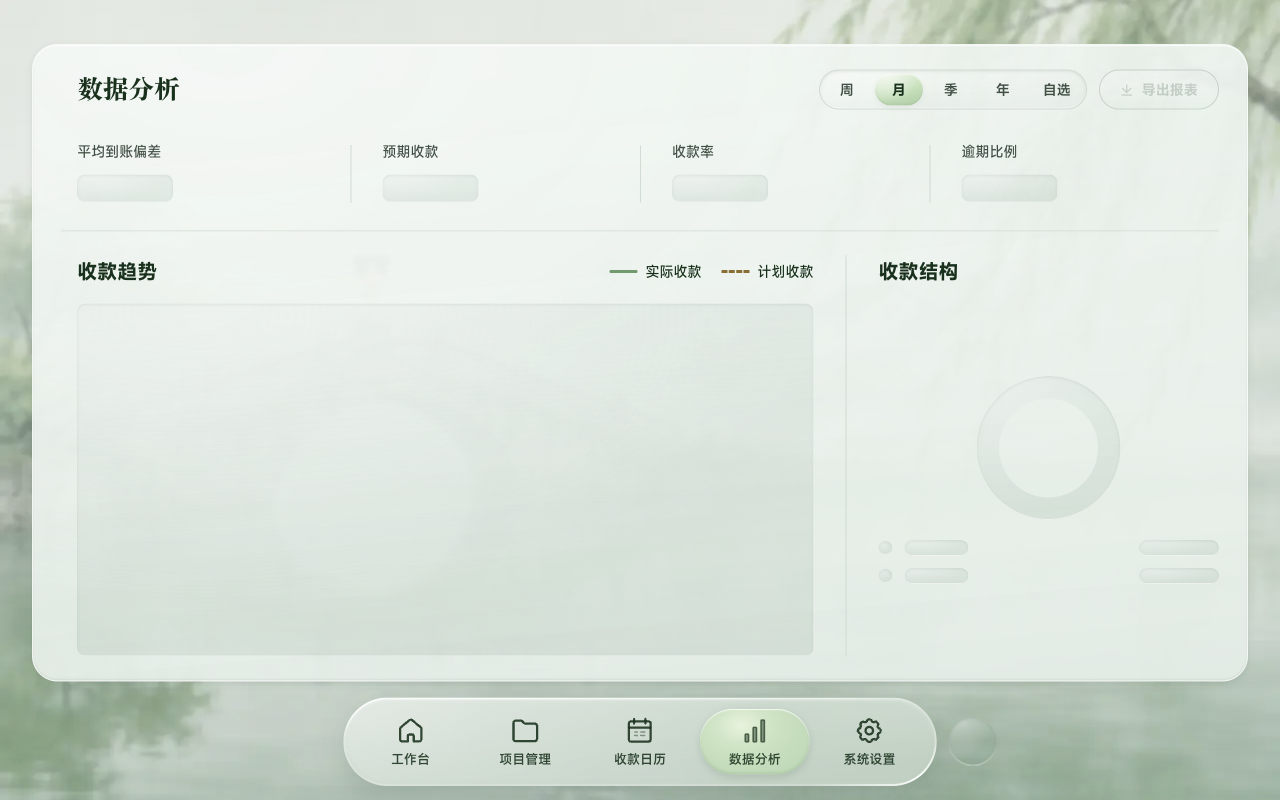 数据分析
周 月 季 年 自选
导出报表
平均到账偏差
预期收款
收款率
逾期比例
收款趋势
实际收款
计划收款
收款结构
工作台
项目管理
收款日历
数据分析
系统设置